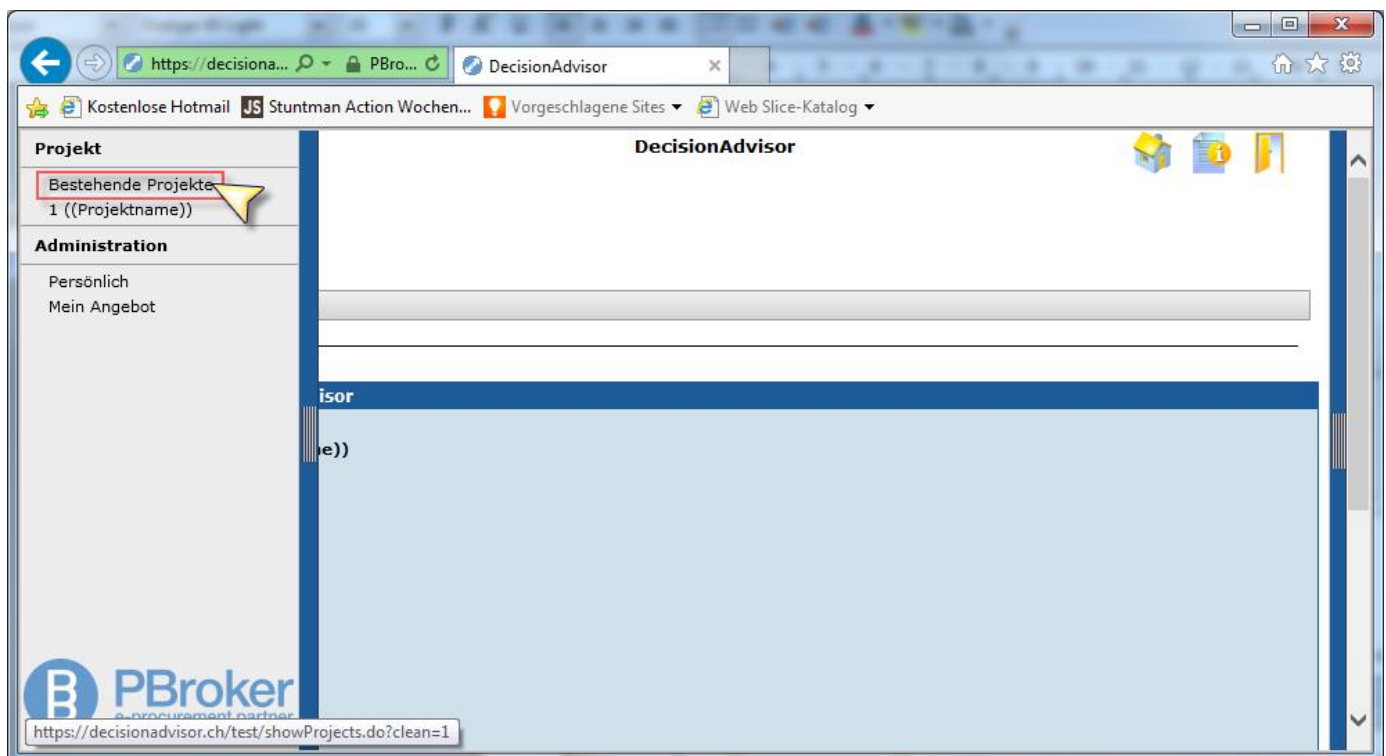 https://decisiona...
PBro...
DecisionAdvisor
Kostenlose Hotmail
JS
Stuntman Action Wochen...
Vorgeschlagene Sites
Web Slice-Katalog
Projekt
DecisionAdvisor
Bestehende Projekte
1 ((Projektname))
Administration
Persönlich
Mein Angebot
isor
e))
PBroker
e-procurement partner
https://decisionadvisor.ch/test/showProjects.do?clean=1